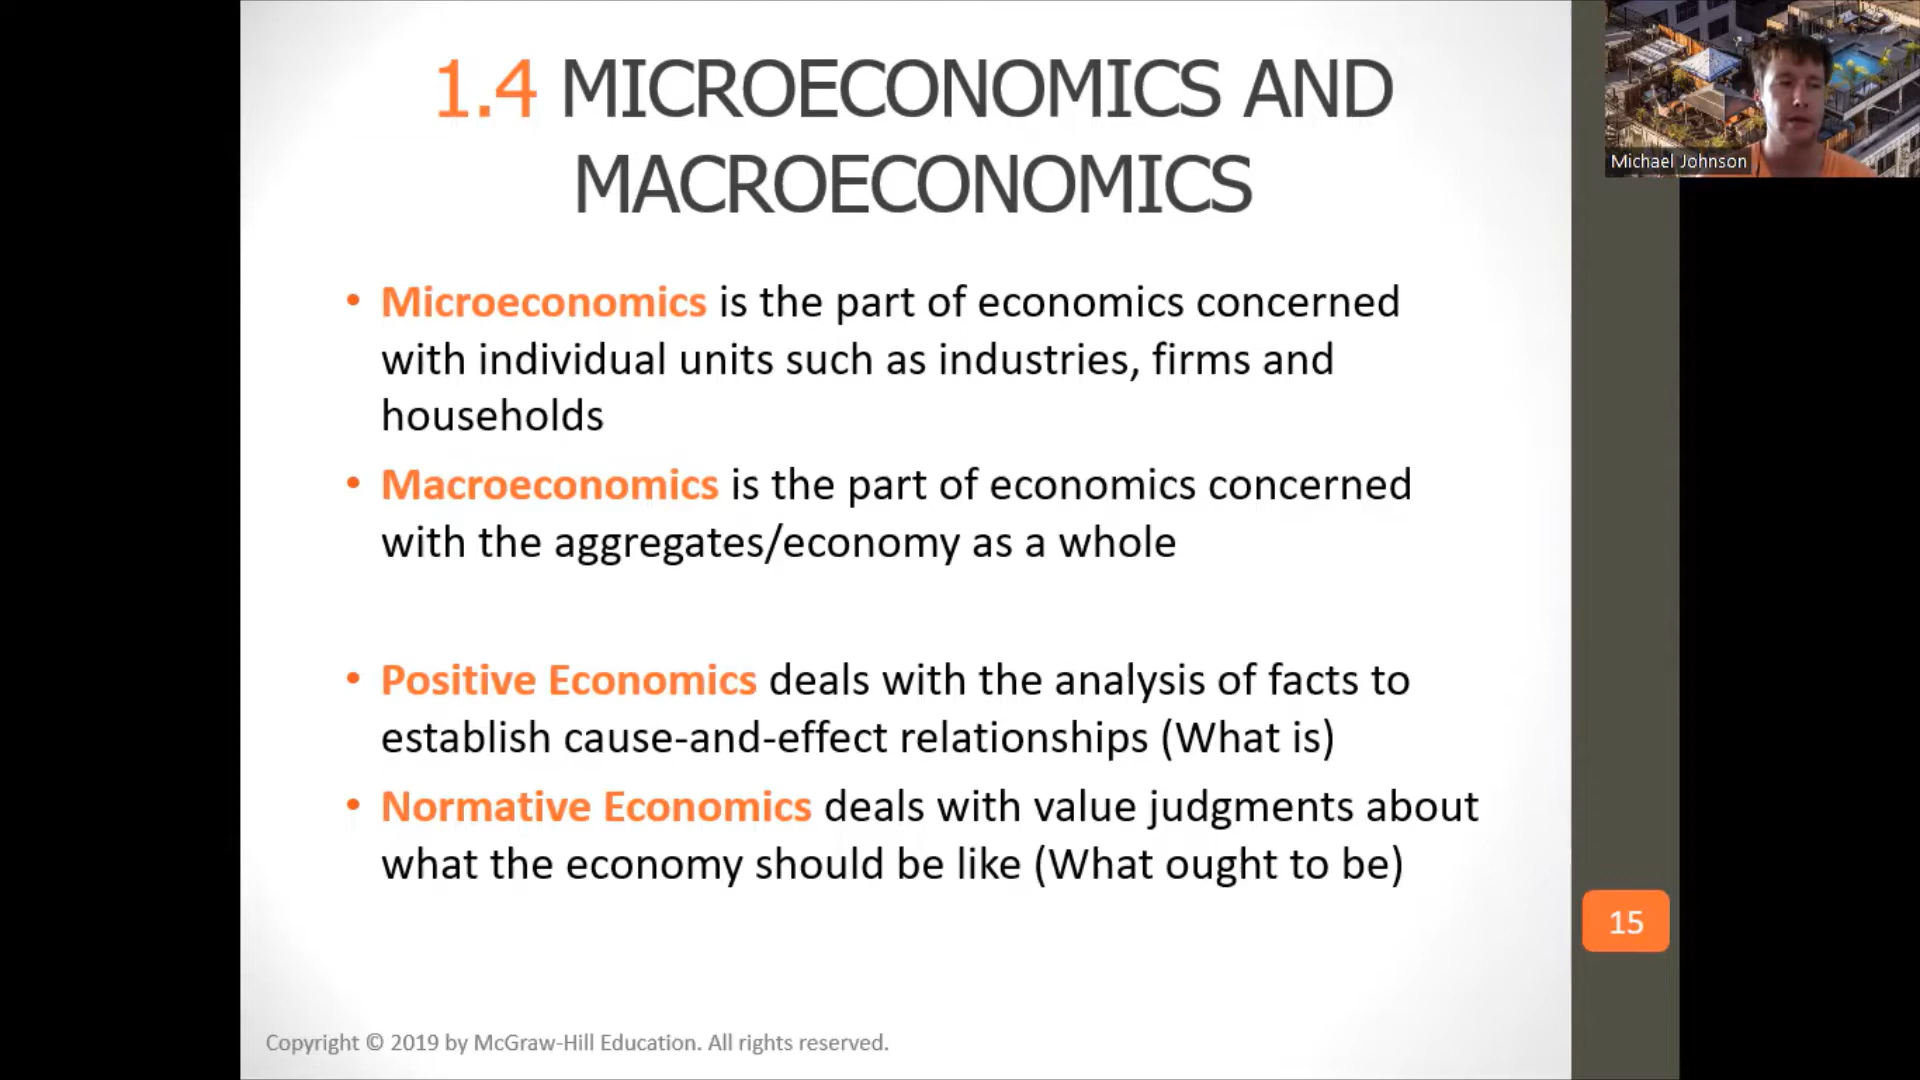 1.4 MICROECONOMICS AND
MACROECONOMICS
Michael Johnson
• Microeconomics is the part of economics concerned
with individual units such as industries, firms and
households
• Macroeconomics is the part of economics concerned
with the aggregates/economy as a whole
• Positive Economics deals with the analysis of facts to
establish cause-and-effect relationships (What is)
• Normative Economics deals with value judgments about
what the economy should be like (What ought to be)
15
Copyright © 2019 by McGraw-Hill Education. All rights reserved.